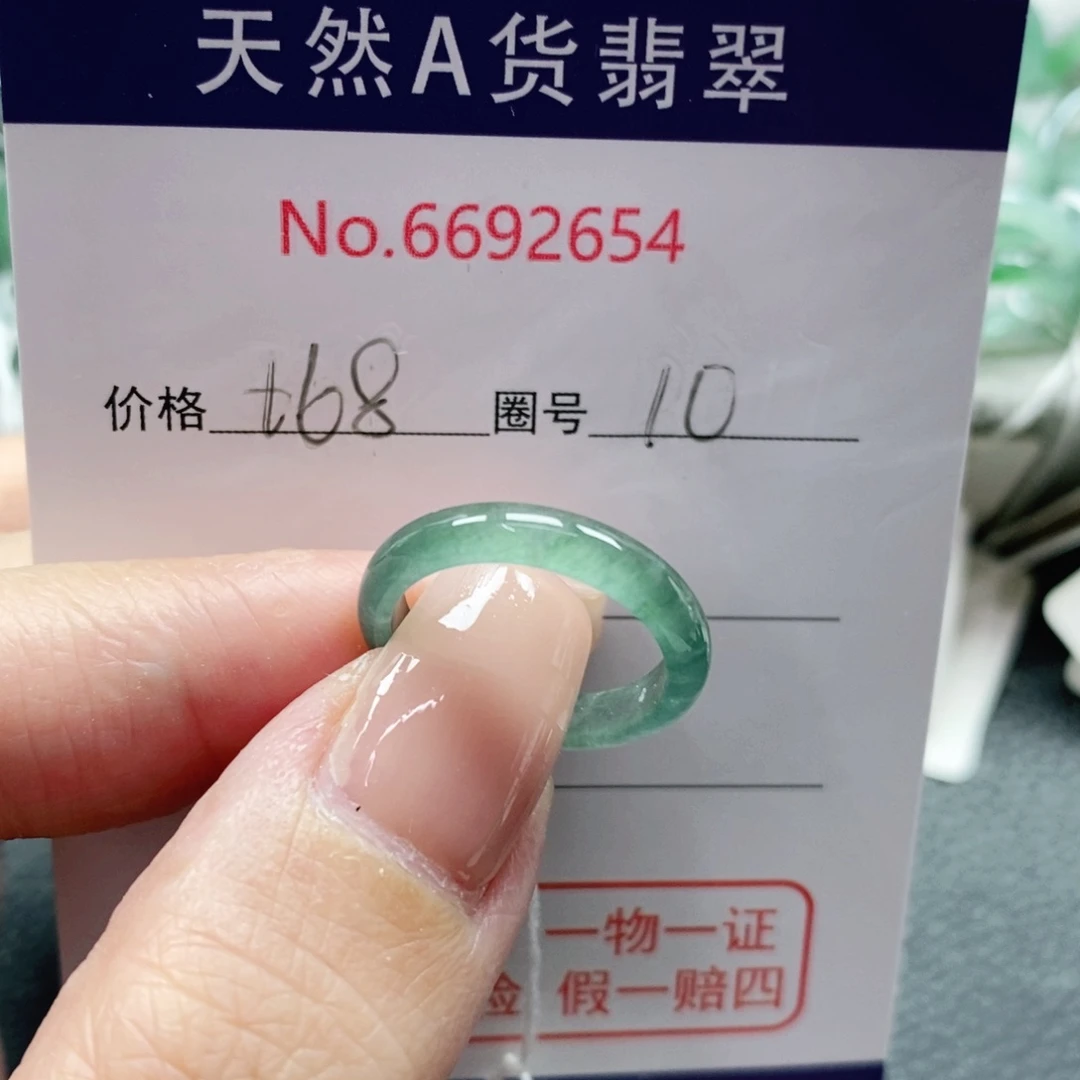 天然A货翡翠
No.6692654
价格 t68 圈号 10
一物一证
假一赔四